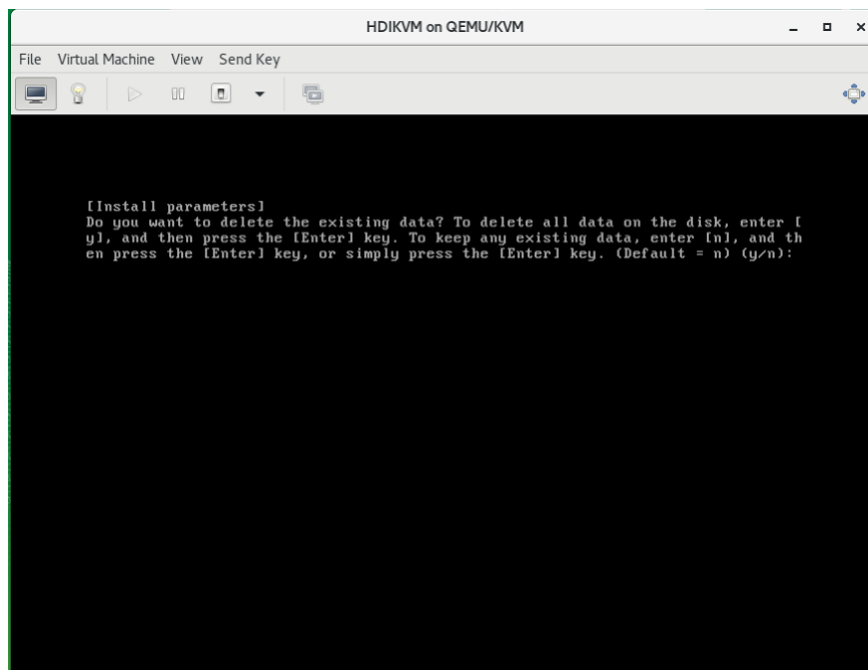 HDIKVM on QEMU/KVM
File Virtual Machine View Send Key
[Install parameters]
Do you want to delete the existing data? To delete all data on the disk, enter [
y], and then press the [Enter] key. To keep any existing data, enter [n], and th
en press the [Enter] key, or simply press the [Enter] key. (Default = n) (y/n):